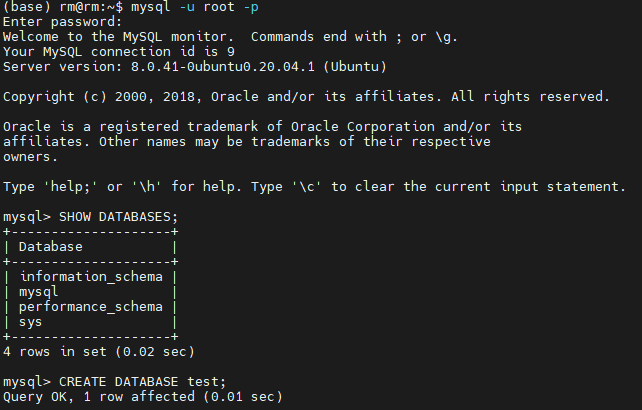 (base) rm@rm:~$ mysql -u root -p
Enter password:
Welcome to the MySQL monitor.  Commands end with ; or \g.
Your MySQL connection id is 9
Server version: 8.0.41-0ubuntu0.20.04.1 (Ubuntu)
Copyright (c) 2000, 2018, Oracle and/or its affiliates. All rights reserved.
Oracle is a registered trademark of Oracle Corporation and/or its
affiliates. Other names may be trademarks of their respective
owners.
Type 'help;' or '\h' for help. Type '\c' to clear the current input statement.
mysql> SHOW DATABASES;
+--------------------+
| Database           |
+--------------------+
| information_schema |
| mysql              |
| performance_schema |
| sys                |
+--------------------+
4 rows in set (0.02 sec)
mysql> CREATE DATABASE test;
Query OK, 1 row affected (0.01 sec)